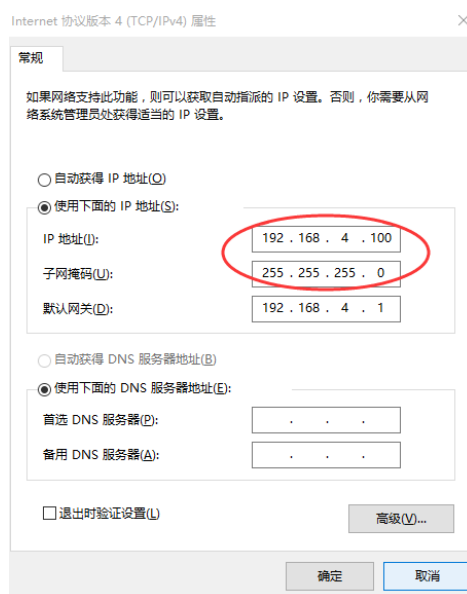 Internet 协议版本 4 (TCP/IPv4) 属性
常规
如果网络支持此功能，则可以获取自动指派的 IP 设置。否则，你需要从网
络系统管理员处获得适当的 IP 设置。
自动获得 IP 地址(O)
使用下面的 IP 地址(S):
IP 地址(I): 192 . 168 . 4 . 100
子网掩码(U): 255 . 255 . 255 . 0
默认网关(D): 192 . 168 . 4 . 1
自动获得 DNS 服务器地址(B)
使用下面的 DNS 服务器地址(E):
首选 DNS 服务器(P): . . .
备用 DNS 服务器(A): . . .
退出时验证设置(L)
高级(V)...
确定 取消